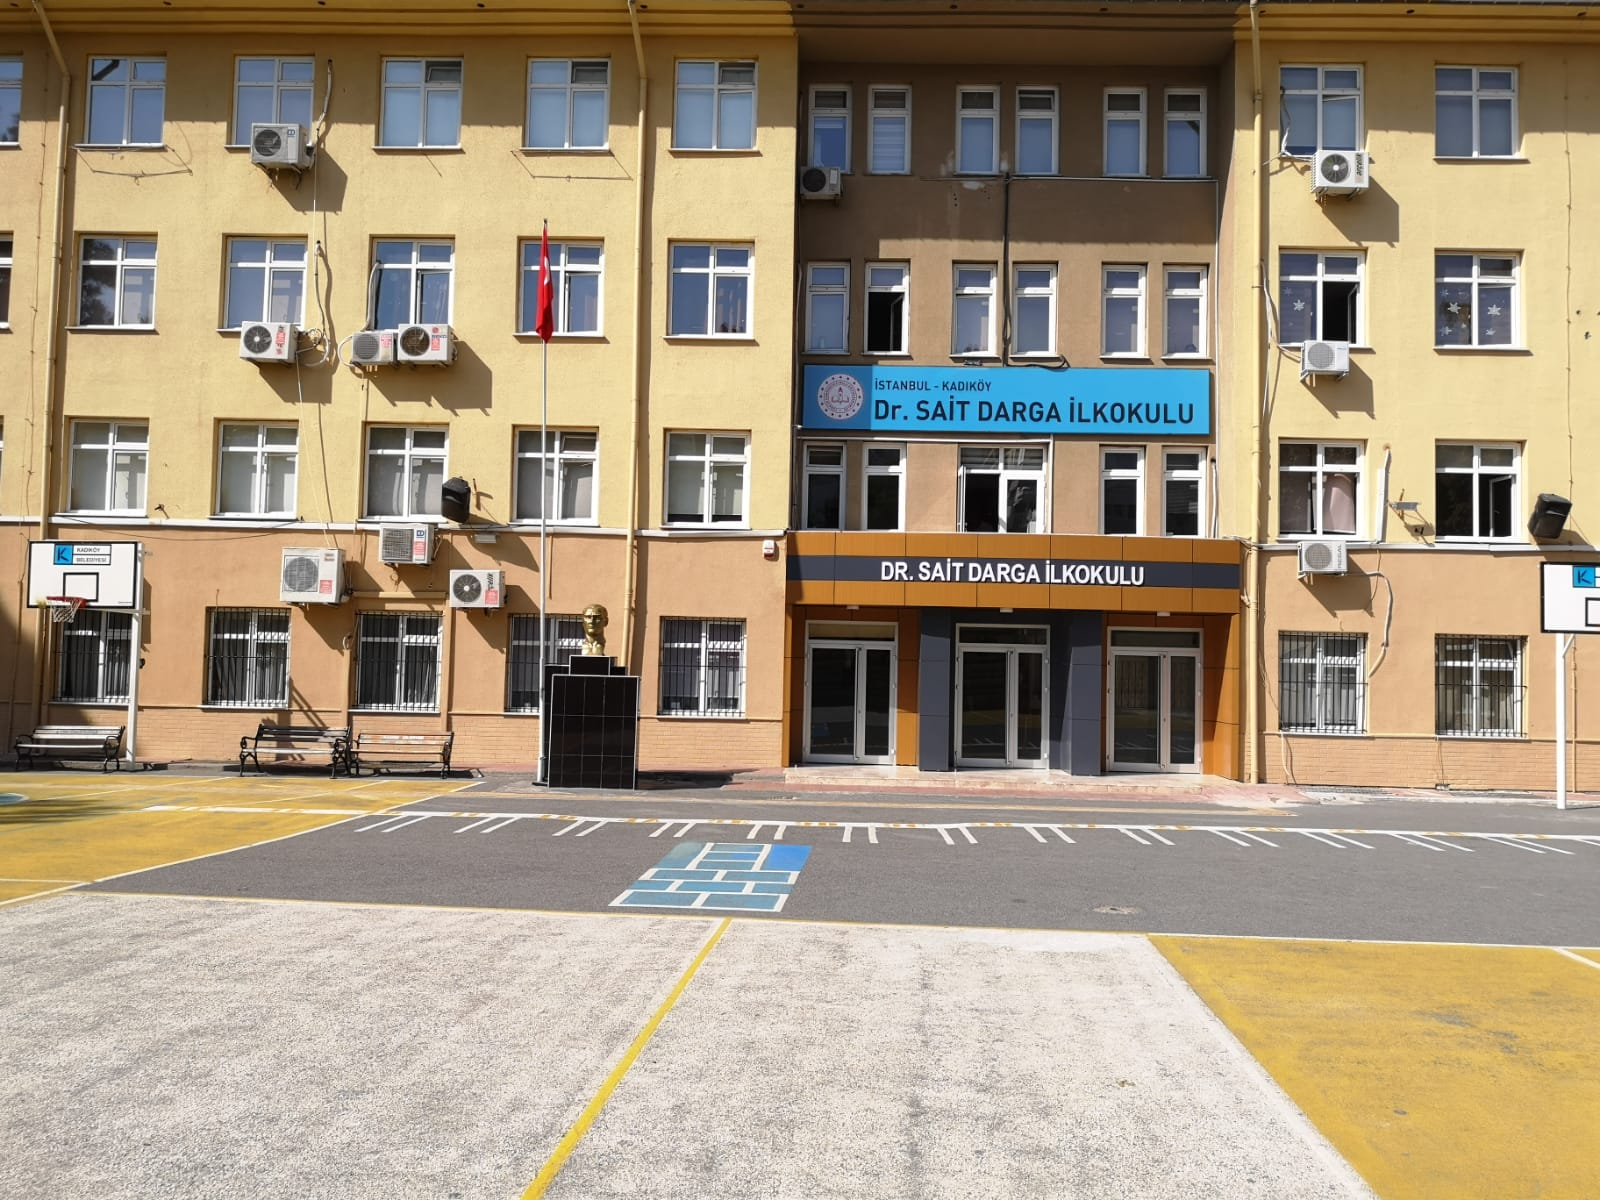 İSTANBUL - KADIKÖY
Dr. SAİT DARGA İLKOKULU
DR. SAİT DARGA İLKOKULU
K KADIKÖY
BELEDİYESİ
K